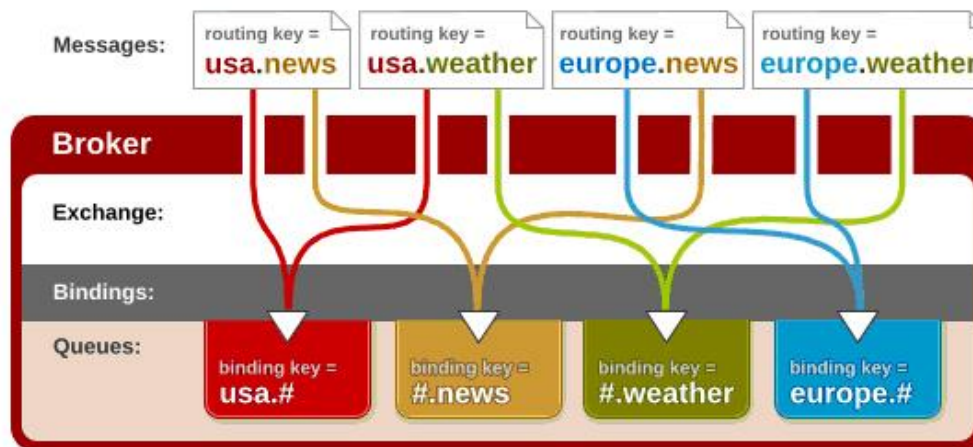 Messages:
routing key =
usa.news
routing key =
usa.weather
routing key =
europe.news
routing key =
europe.weather
Broker
Exchange:
Bindings:
Queues:
binding key =
usa.#
binding key =
#.news
binding key =
#.weather
binding key =
europe.#